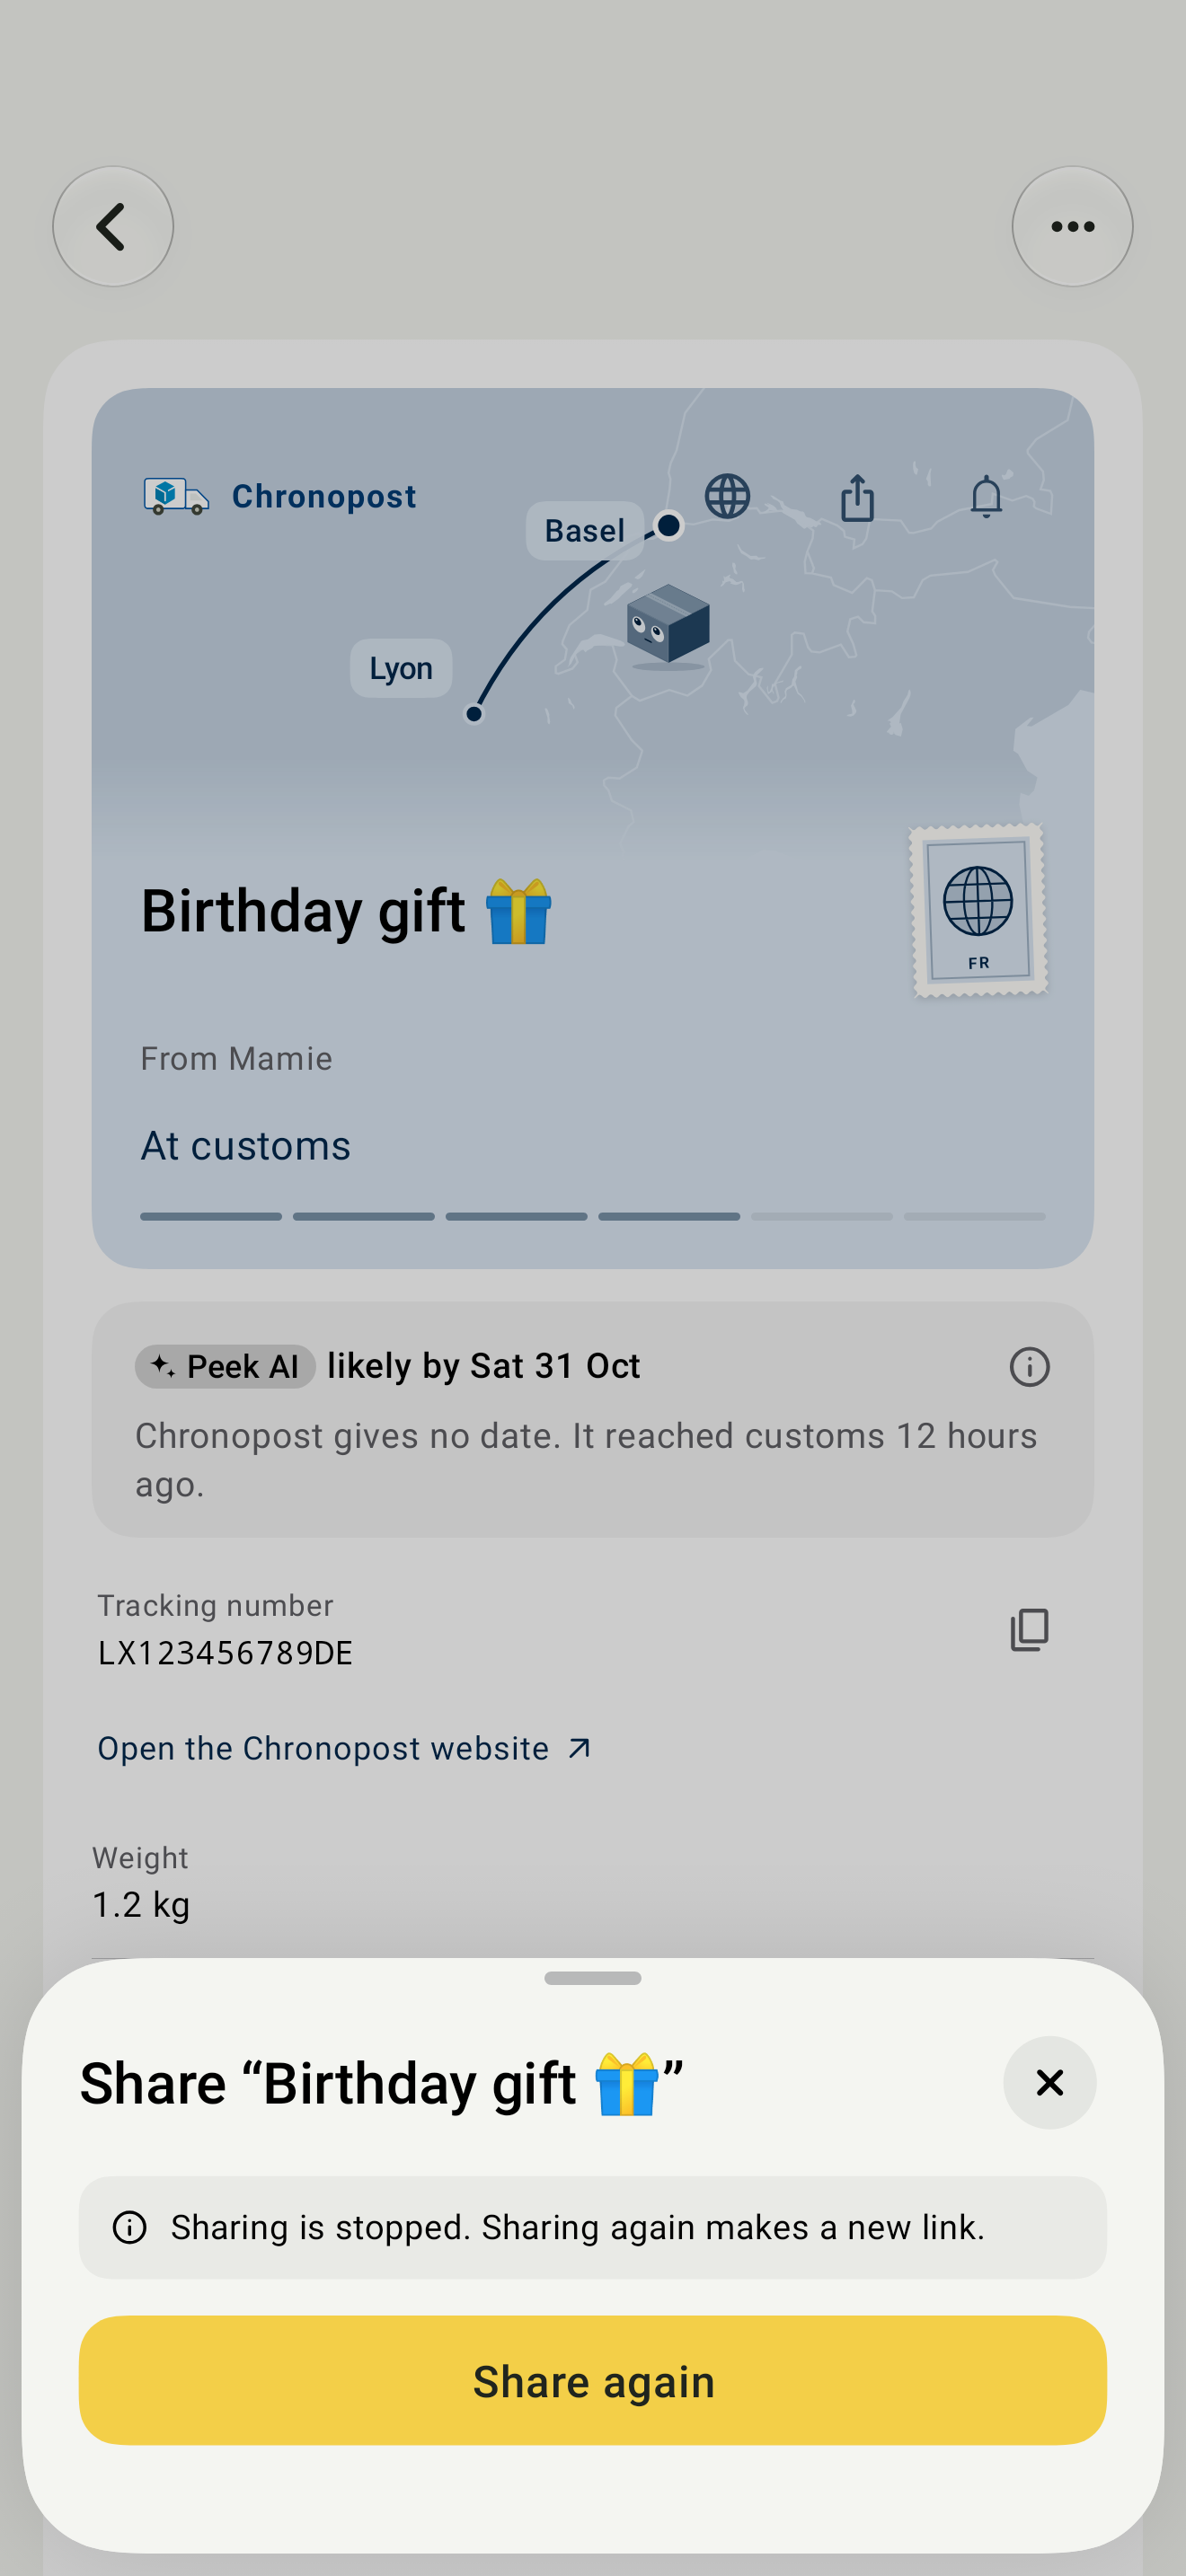 Chronopost
Basel
Lyon
Birthday gift 🎁
FR
From Mamie
At customs
Peek AI likely by Sat 31 Oct
Chronopost gives no date. It reached customs 12 hours
ago.
Tracking number
LX123456789DE
Open the Chronopost website
Weight
1.2 kg
Share “Birthday gift 🎁”
Sharing is stopped. Sharing again makes a new link.
Share again